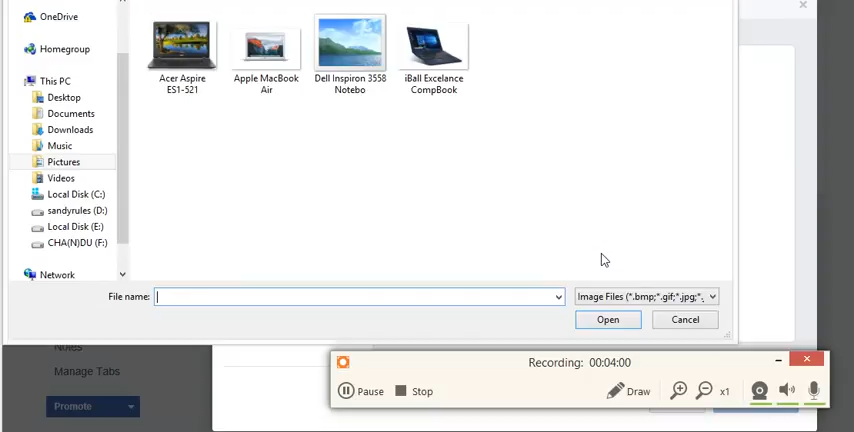 OneDrive
Homegroup
This PC
Desktop
Documents
Downloads
Music
Pictures
Videos
Local Disk (C:)
sandyrules (D:)
Local Disk (E:)
CHA(N)DU (F:)
Network
Acer Aspire
ES1-521
Apple MacBook
Air
Dell Inspiron 3558
Notebo
iBall Excelance
CompBook
File name:
Image Files (*.bmp;*.gif;*.jpg;*.
Open
Cancel
Notes
Manage Tabs
Promote
Recording: 00:04:00
Pause
Stop
Draw
x1